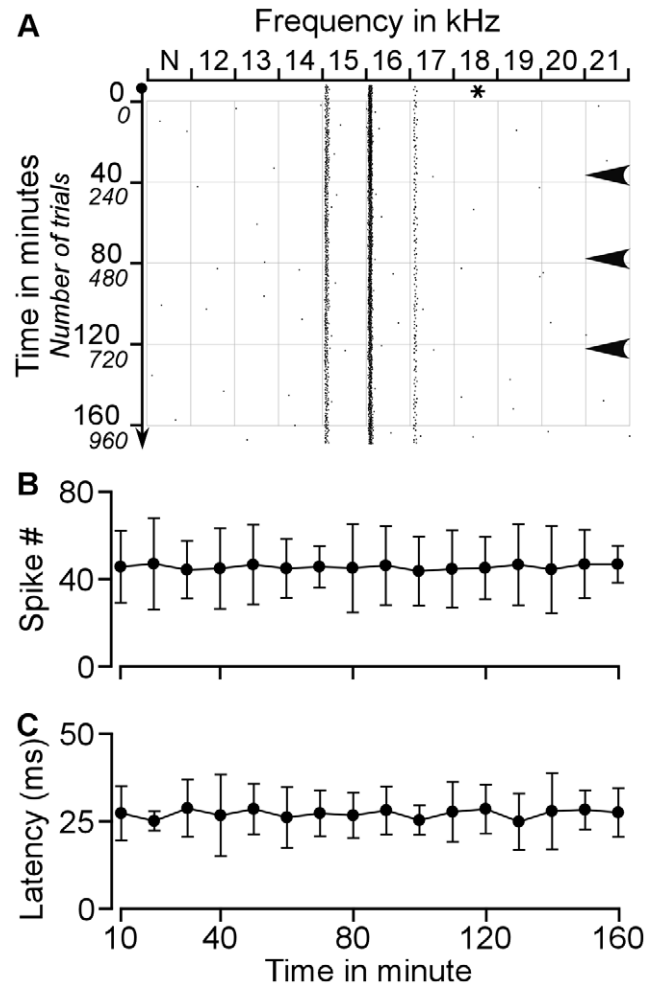 A
Frequency in kHz
N 12 13 14 15 16 17 18 19 20 21
*
Time in minutes
Number of trials
0
0
40
240
80
480
120
720
160
960
B
Spike #
80
40
0
C
Latency (ms)
50
25
0
10 40 80 120 160
Time in minute